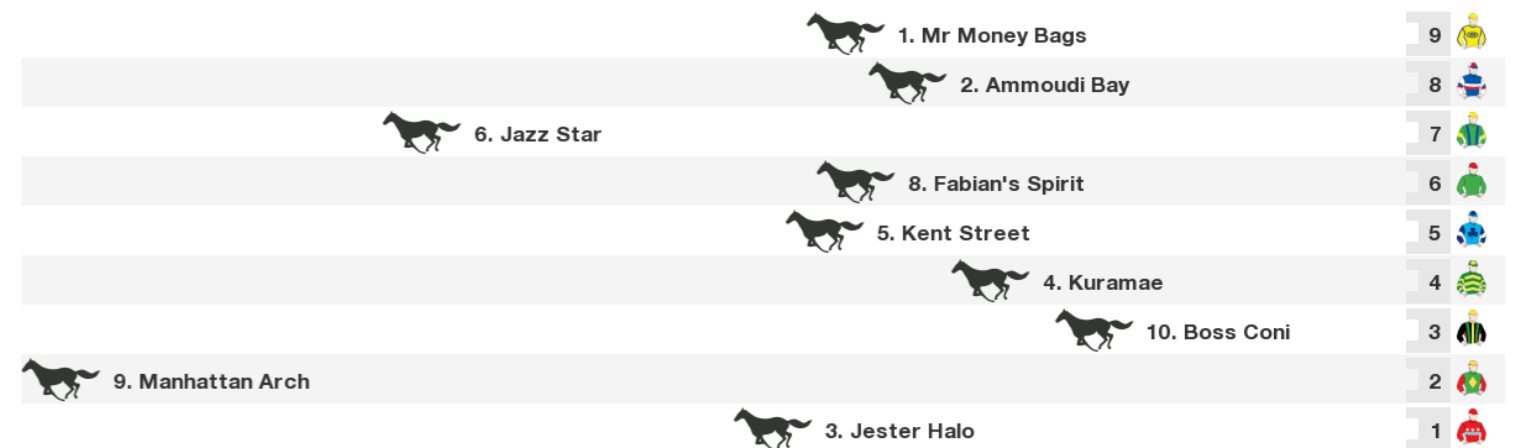 1. Mr Money Bags 9
2. Ammoudi Bay 8
6. Jazz Star 7
8. Fabian's Spirit 6
5. Kent Street 5
4. Kuramae 4
10. Boss Coni 3
9. Manhattan Arch 2
3. Jester Halo 1